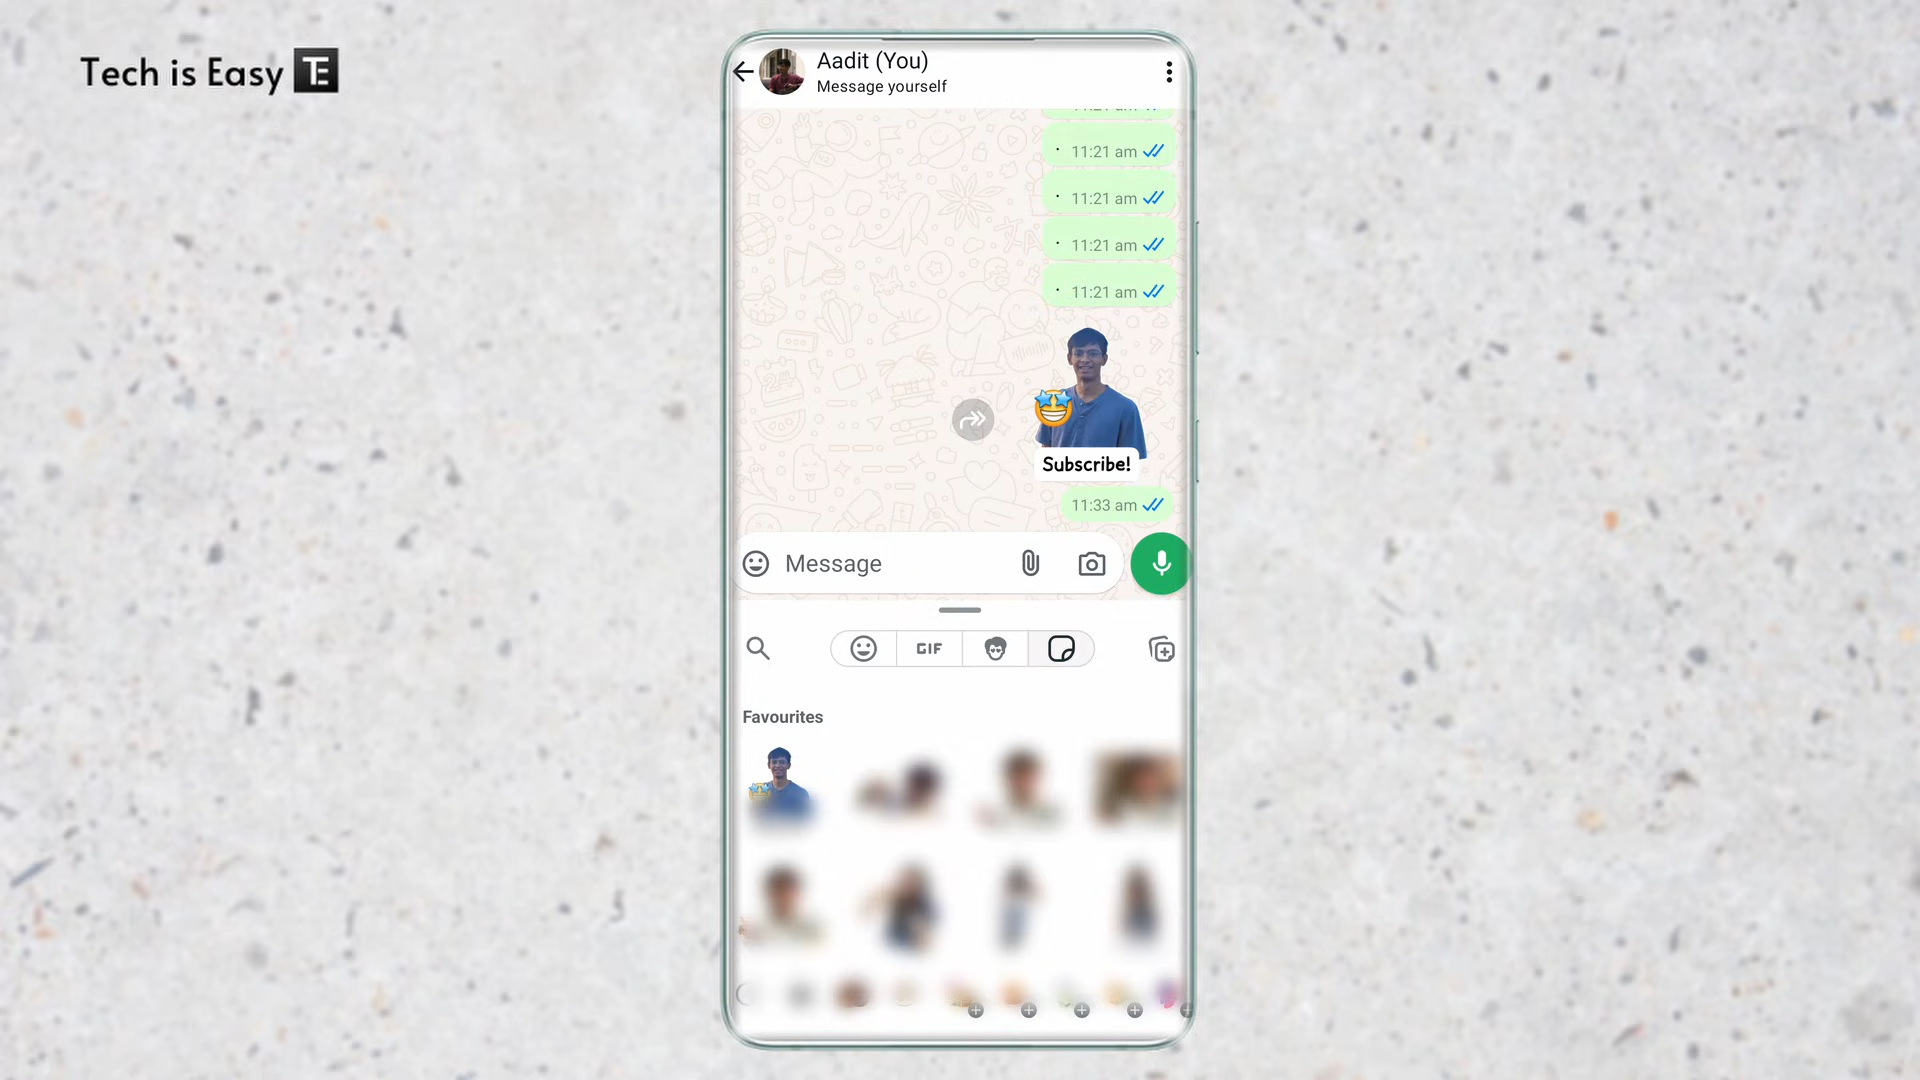 Tech is Easy TE
Aadit (You)
Message yourself
. 11:21 am
. 11:21 am
. 11:21 am
. 11:21 am
Subscribe!
11:33 am
Message
GIF
Favourites